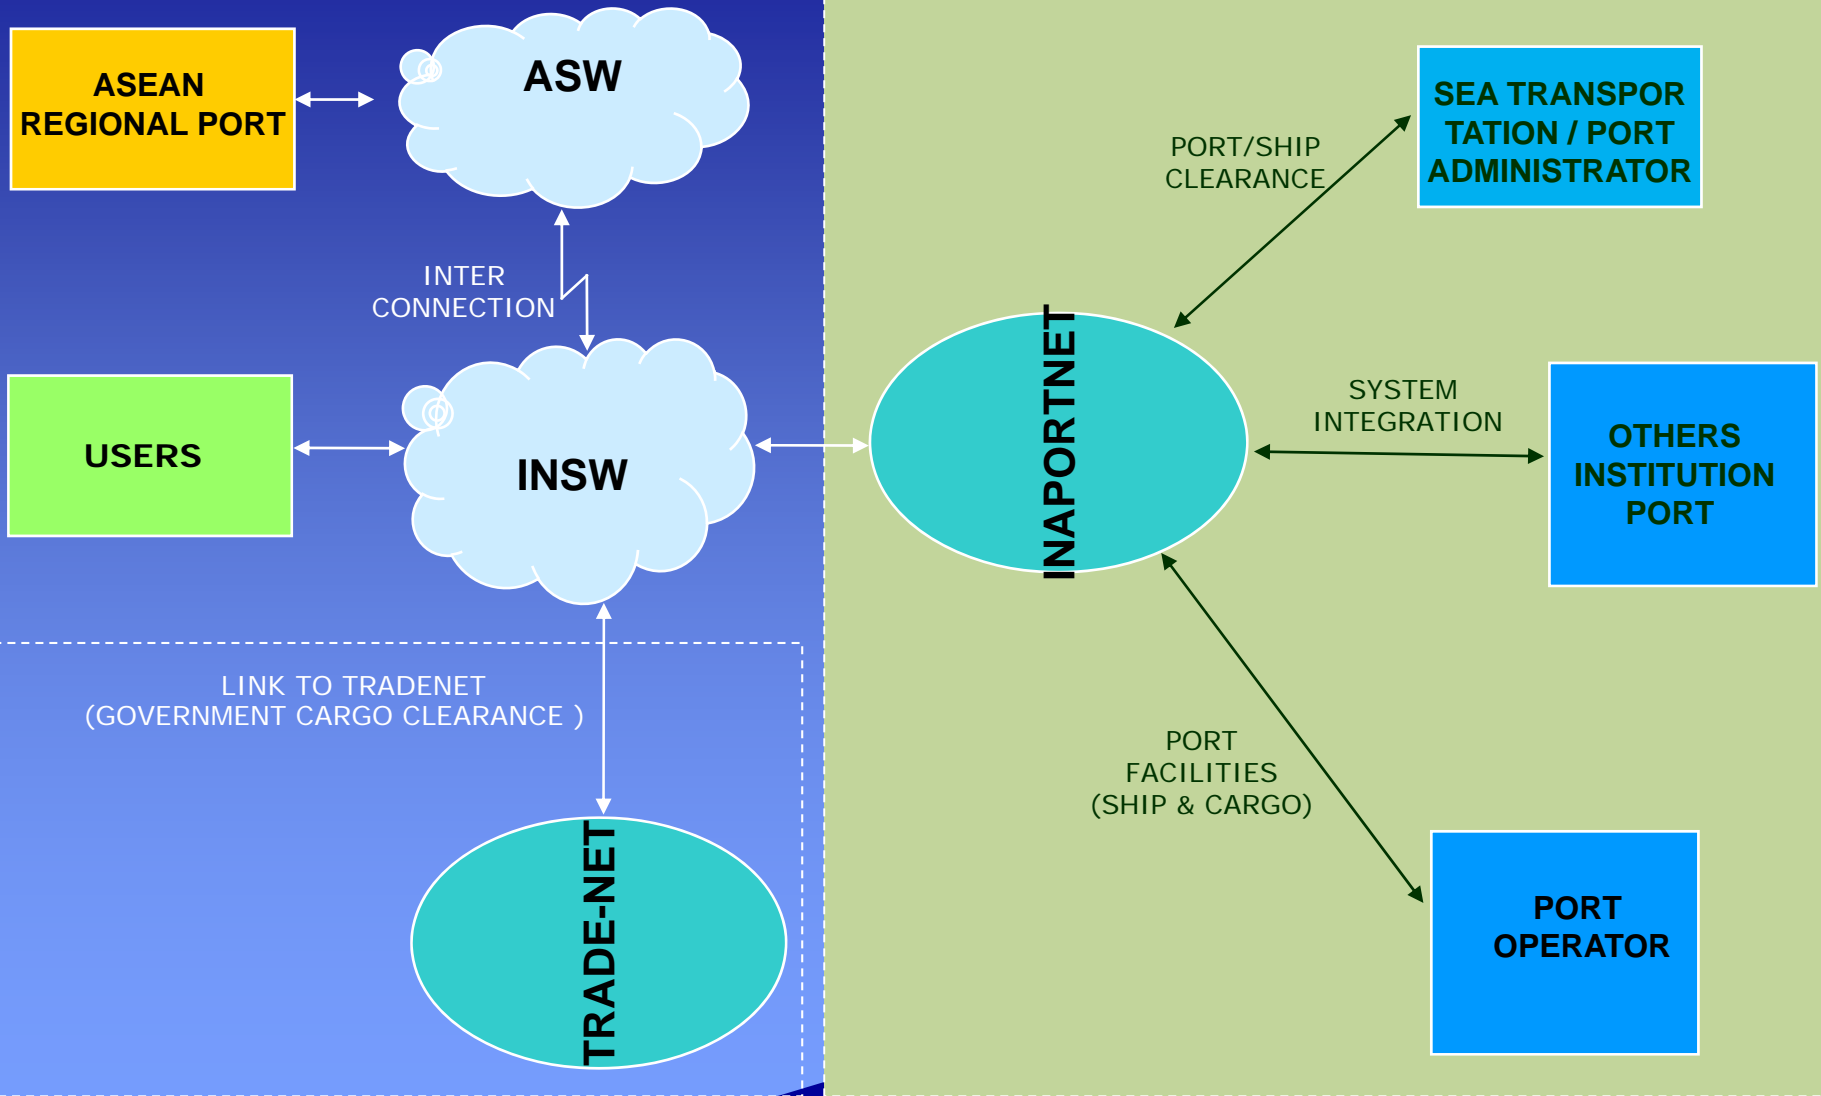 ASEAN
REGIONAL PORT
ASW
INTER
CONNECTION
USERS
INSW
LINK TO TRADENET
(GOVERNMENT CARGO CLEARANCE )
TRADE-NET
INAPORTNET
PORT/SHIP
CLEARANCE
SEA TRANSPOR
TATION / PORT
ADMINISTRATOR
SYSTEM
INTEGRATION
OTHERS
INSTITUTION
PORT
PORT
FACILITIES
(SHIP & CARGO)
PORT
OPERATOR